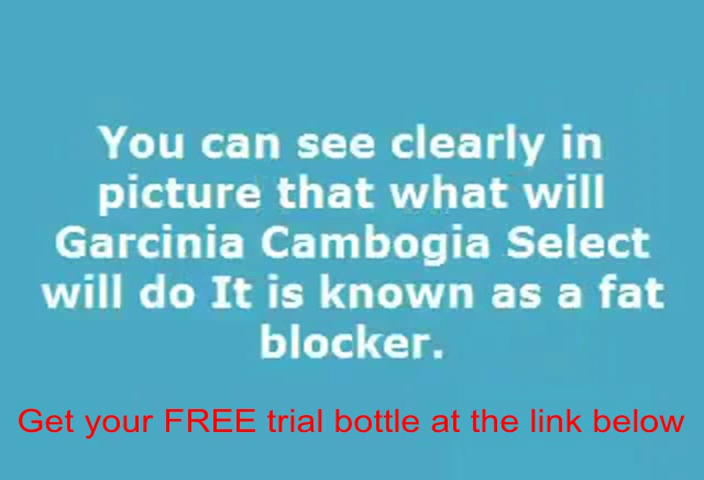 You can see clearly in
picture that what will
Garcinia Cambogia Select
will do It is known as a fat
blocker.
Get your FREE trial bottle at the link below